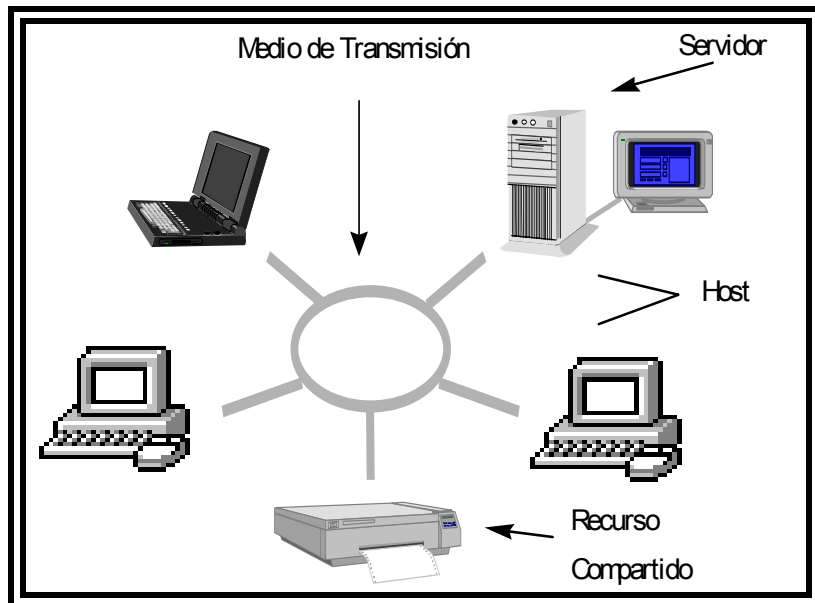 Medio de Transmisión
Servidor
Host
Recurso
Compartido